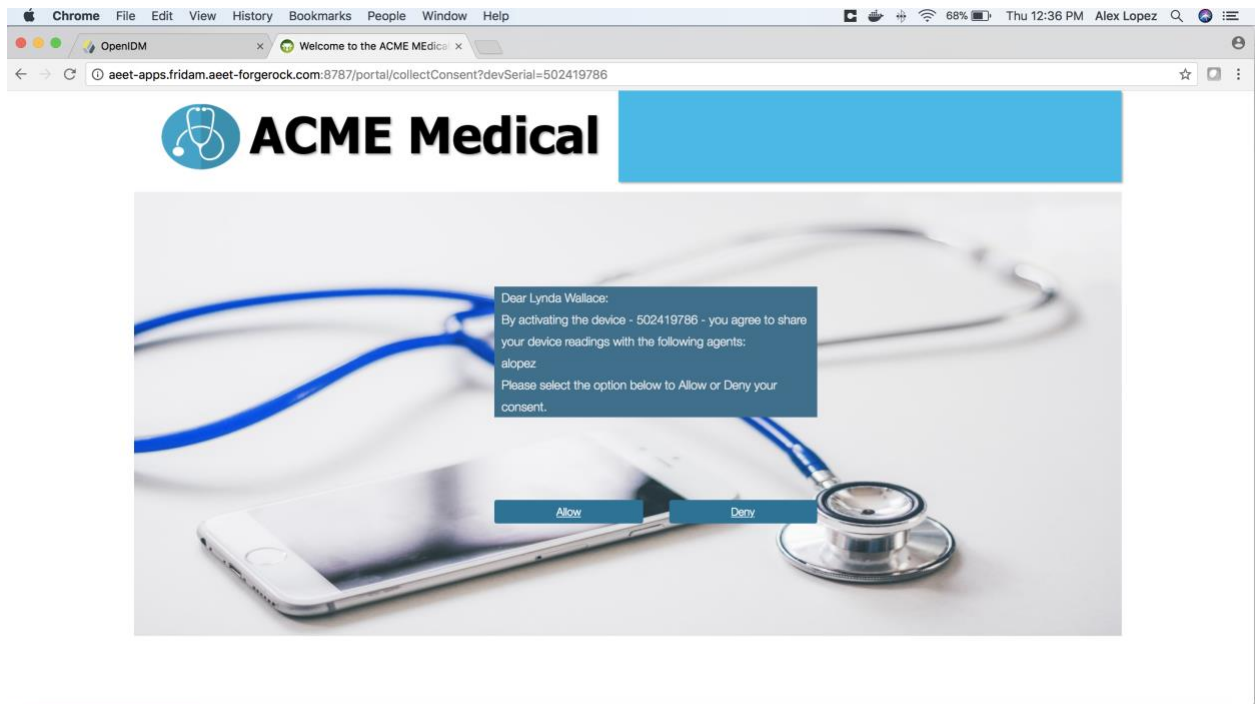 Chrome File Edit View History Bookmarks People Window Help 68% Thu 12:36 PM Alex Lopez
OpenIDM Welcome to the ACME MEdical
aeet-apps.fridam.aeet-forgerock.com:8787/portal/collectConsent?devSerial=502419786
ACME Medical
Dear Lynda Wallace:
By activating the device - 502419786 - you agree to share
your device readings with the following agents:
alopez
Please select the option below to Allow or Deny your
consent.
Allow Deny